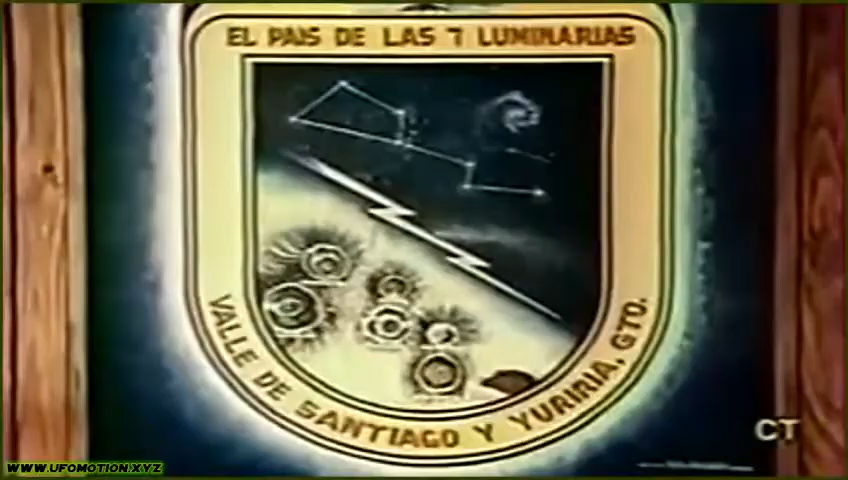 EL PAIS DE LAS 7 LUMINARIAS
VALLE DE SANTIAGO Y YURIRIA, GTO.
CT
WWW.UFOMOTION.XYZ